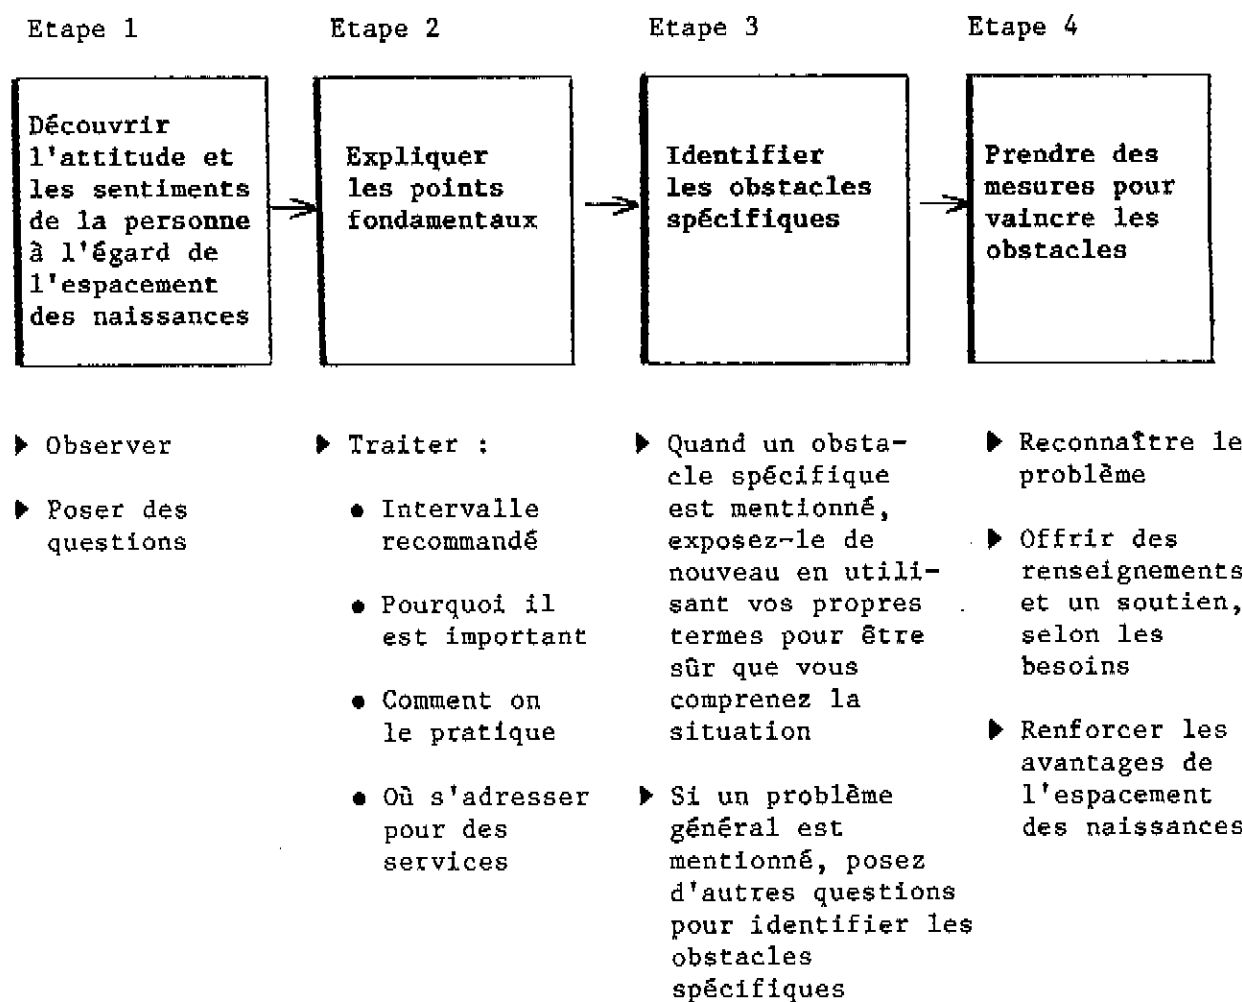 Etape 1
Etape 2
Etape 3
Etape 4
Découvrir
l'attitude et
les sentiments
de la personne
à l'égard de
l'espacement
des naissances
Expliquer
les points
fondamentaux
Identifier
les obstacles
spécifiques
Prendre des
mesures pour
vaincre les
obstacles
Observer
Poser des
questions
Traiter :
Intervalle
recommandé
Pourquoi il
est important
Comment on
le pratique
Où s'adresser
pour des
services
Quand un obsta-
cle spécifique
est mentionné,
exposez-le de
nouveau en utili-
sant vos propres
termes pour être
sûr que vous
comprenez la
situation
Si un problème
général est
mentionné, posez
d'autres questions
pour identifier les
obstacles
spécifiques
Reconnaître le
problème
Offrir des
renseignements
et un soutien,
selon les
besoins
Renforcer les
avantages de
l'espacement
des naissances